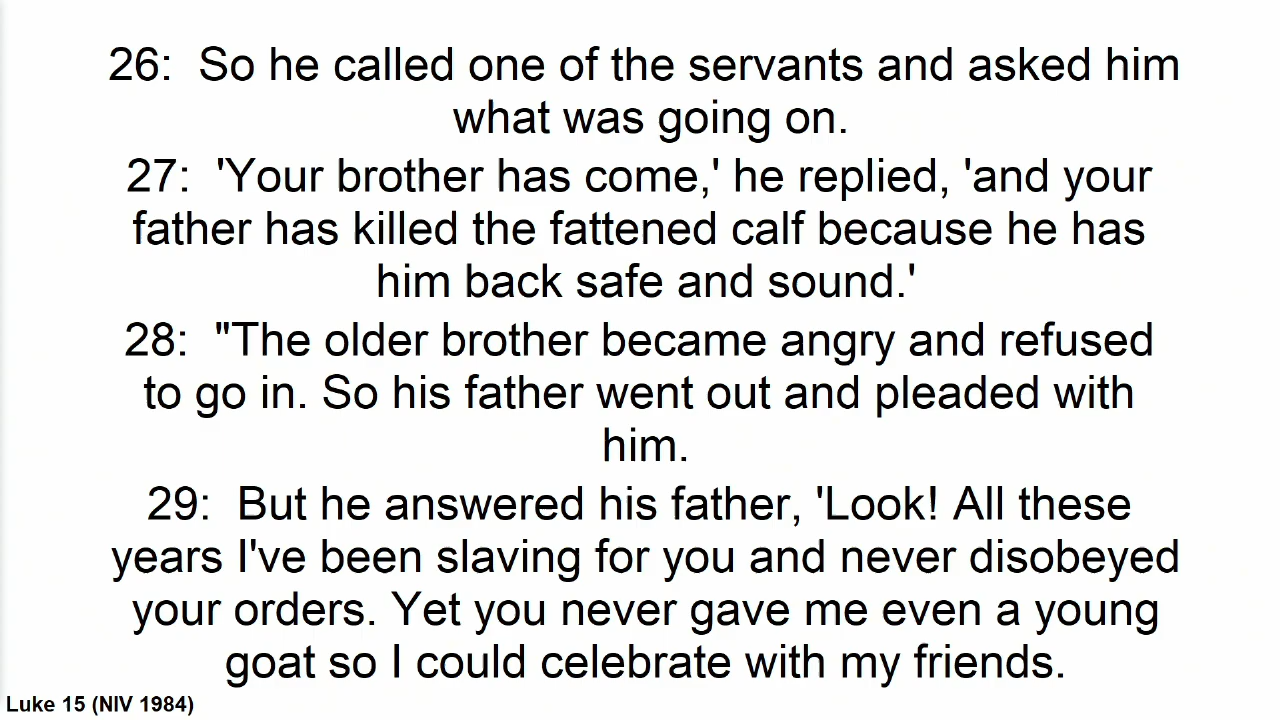 26:  So he called one of the servants and asked him
what was going on.
27:  'Your brother has come,' he replied, 'and your
father has killed the fattened calf because he has
him back safe and sound.'
28:  "The older brother became angry and refused
to go in. So his father went out and pleaded with
him.
29:  But he answered his father, 'Look! All these
years I've been slaving for you and never disobeyed
your orders. Yet you never gave me even a young
goat so I could celebrate with my friends.
Luke 15 (NIV 1984)